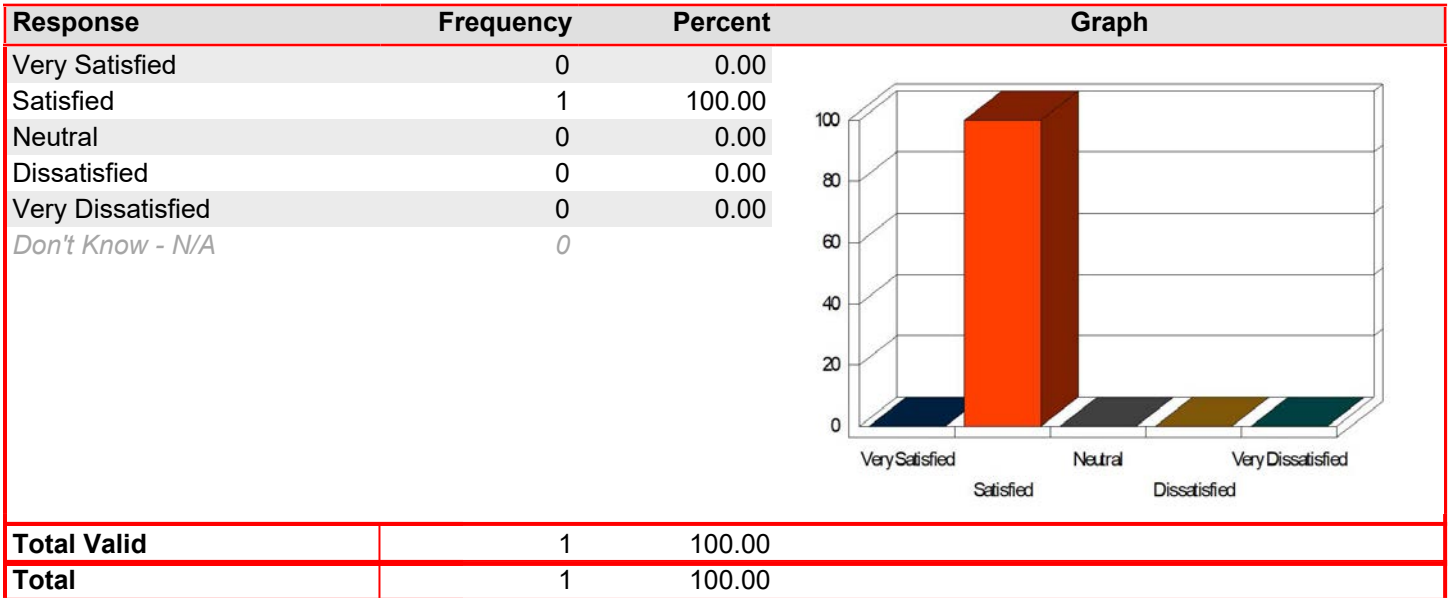 Response Frequency Percent Graph
Very Satisfied 0 0.00
Satisfied 1 100.00
Neutral 0 0.00
Dissatisfied 0 0.00
Very Dissatisfied 0 0.00
Don't Know - N/A 0
100
80
60
40
20
0
Very Satisfied Neutral Very Dissatisfied
Satisfied Dissatisfied
Total Valid 1 100.00
Total 1 100.00